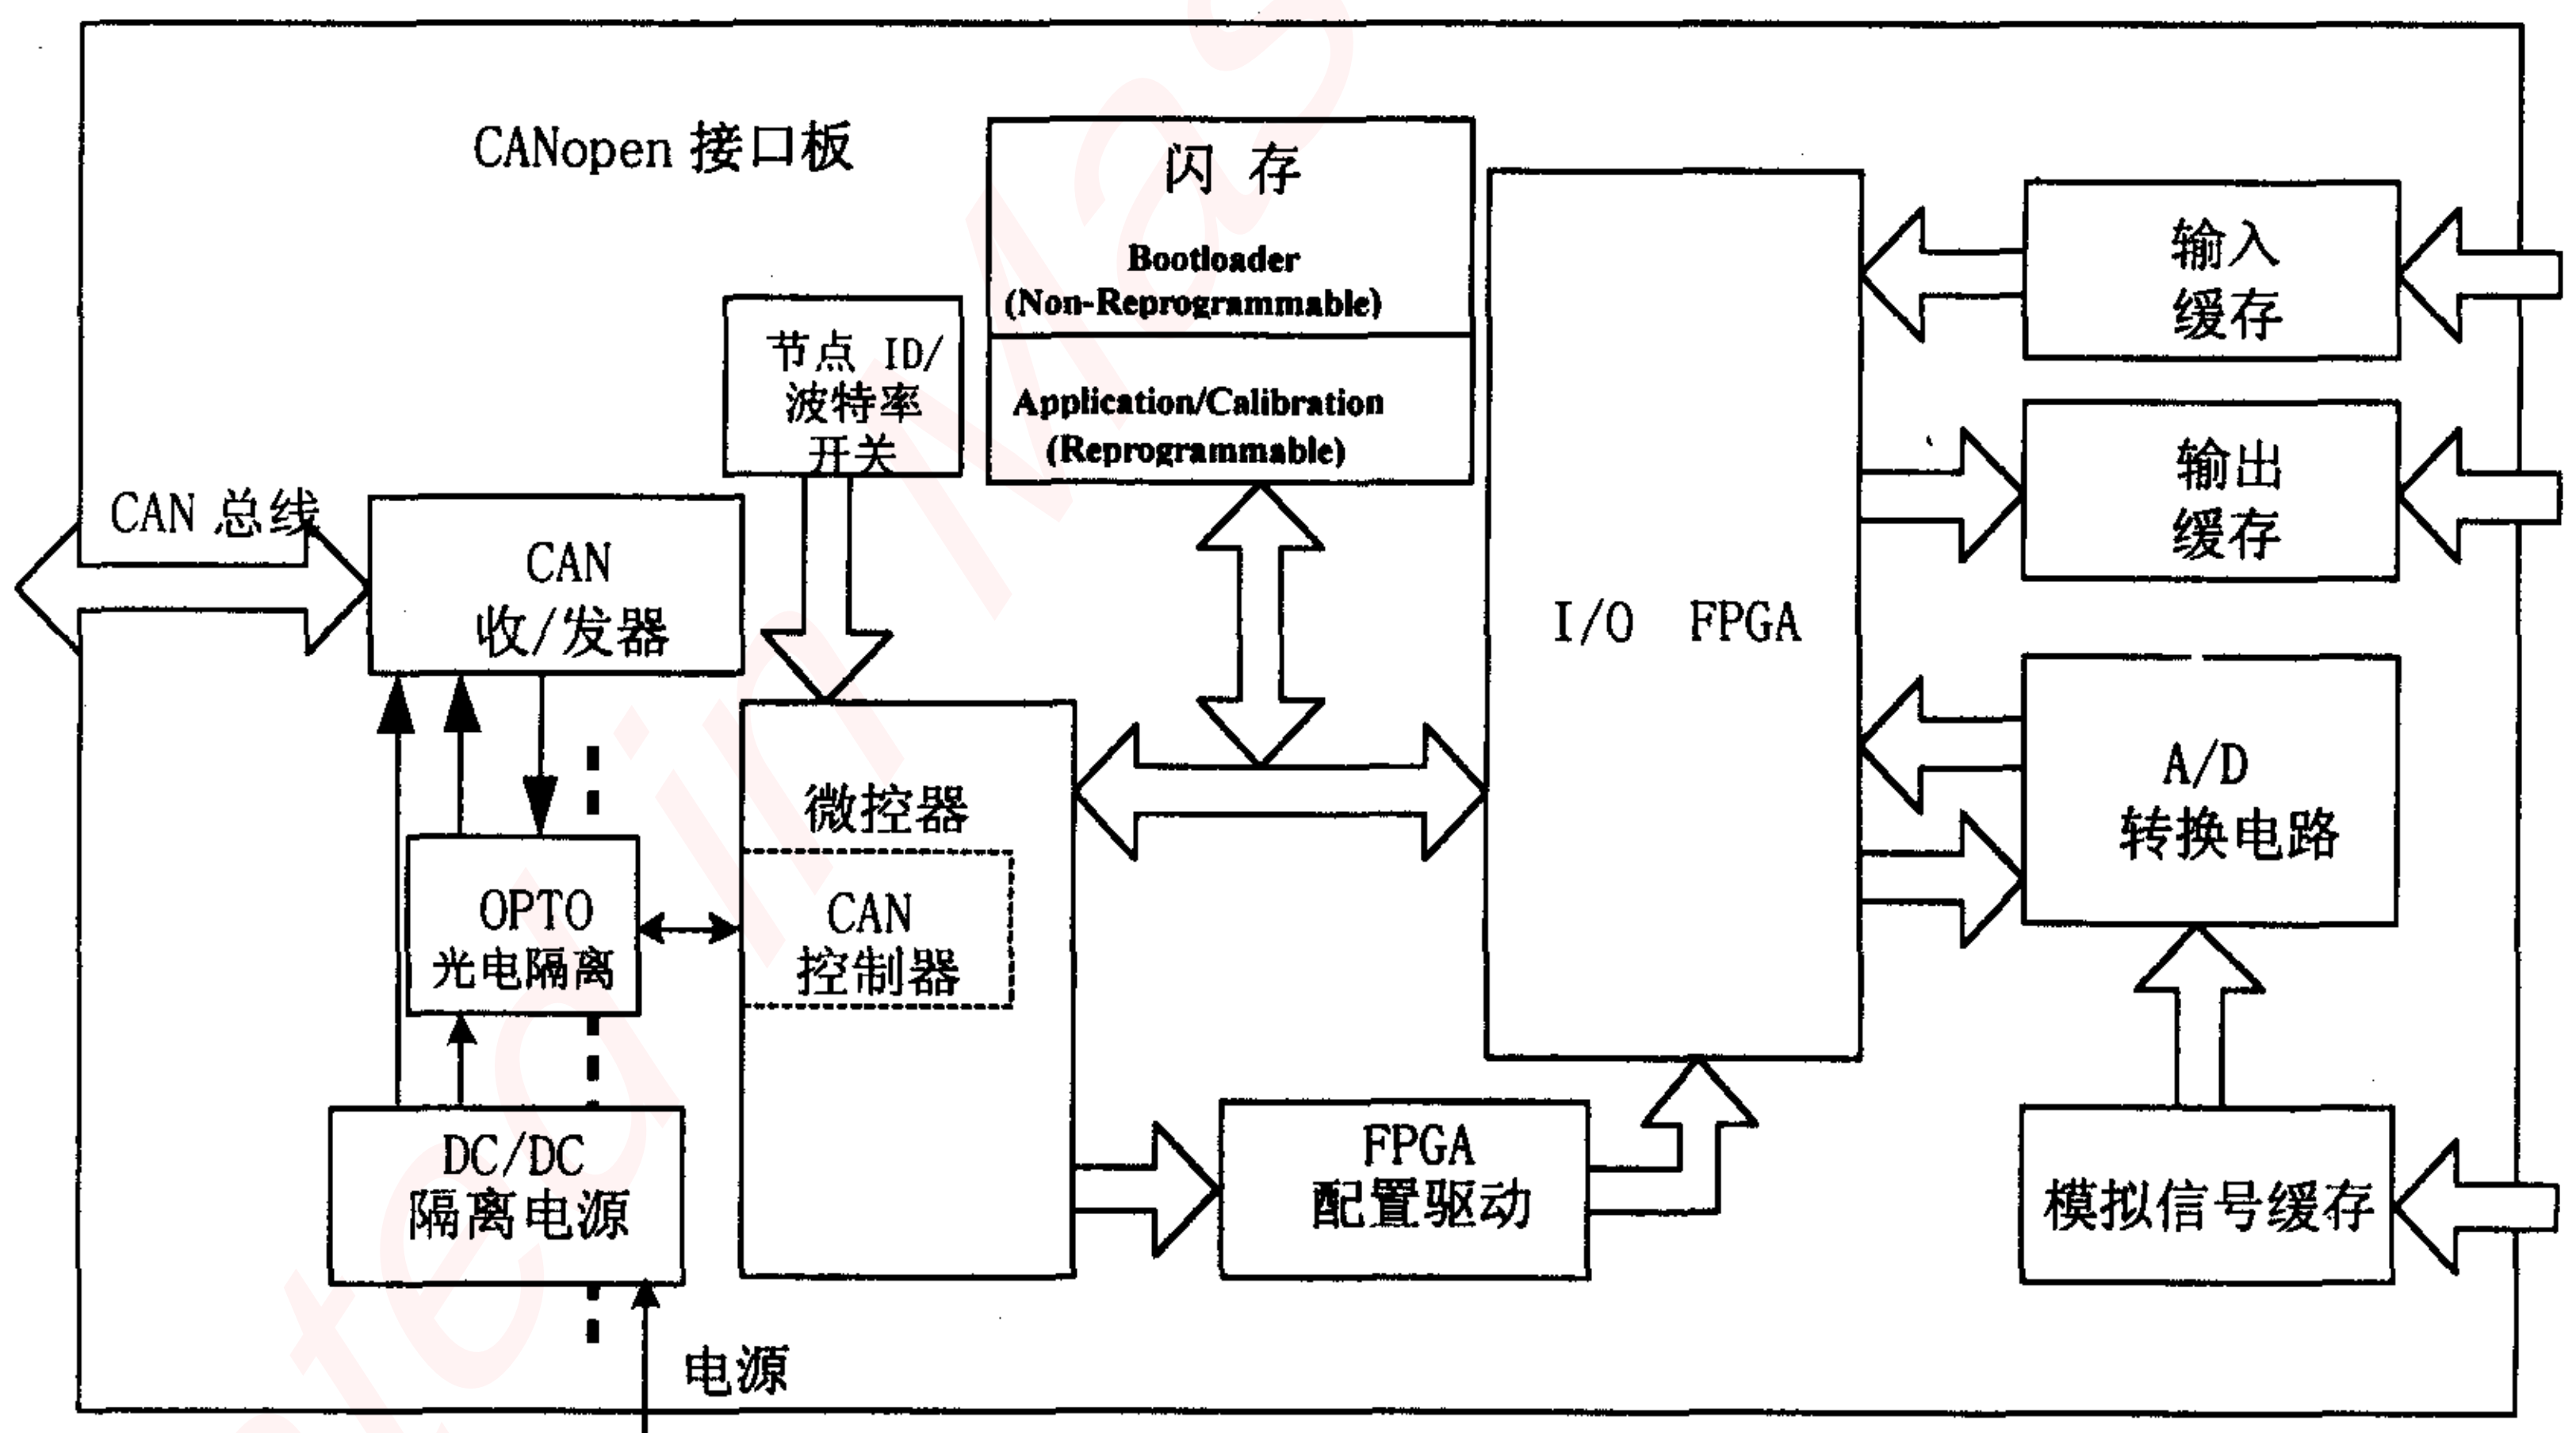 CANopen 接口板
闪 存
Bootloader
(Non-Reprogrammable)
Application/Calibration
(Reprogrammable)
节点 ID/
波特率
开关
CAN 总线
CAN
收/发器
OPTO
光电隔离
DC/DC
隔离电源
电源
微控器
CAN
控制器
FPGA
配置驱动
I/O FPGA
输入
缓存
输出
缓存
A/D
转换电路
模拟信号缓存